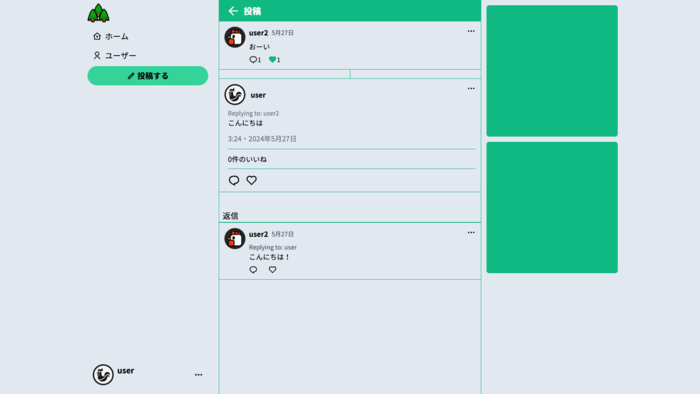 ホーム
ユーザー
投稿する
user
投稿
user2 5月27日
おーい
1 1
user
Replying to: user2
こんにちは
3:24・2024年5月27日
0件のいいね
返信
user2 5月27日
Replying to: user
こんにちは！